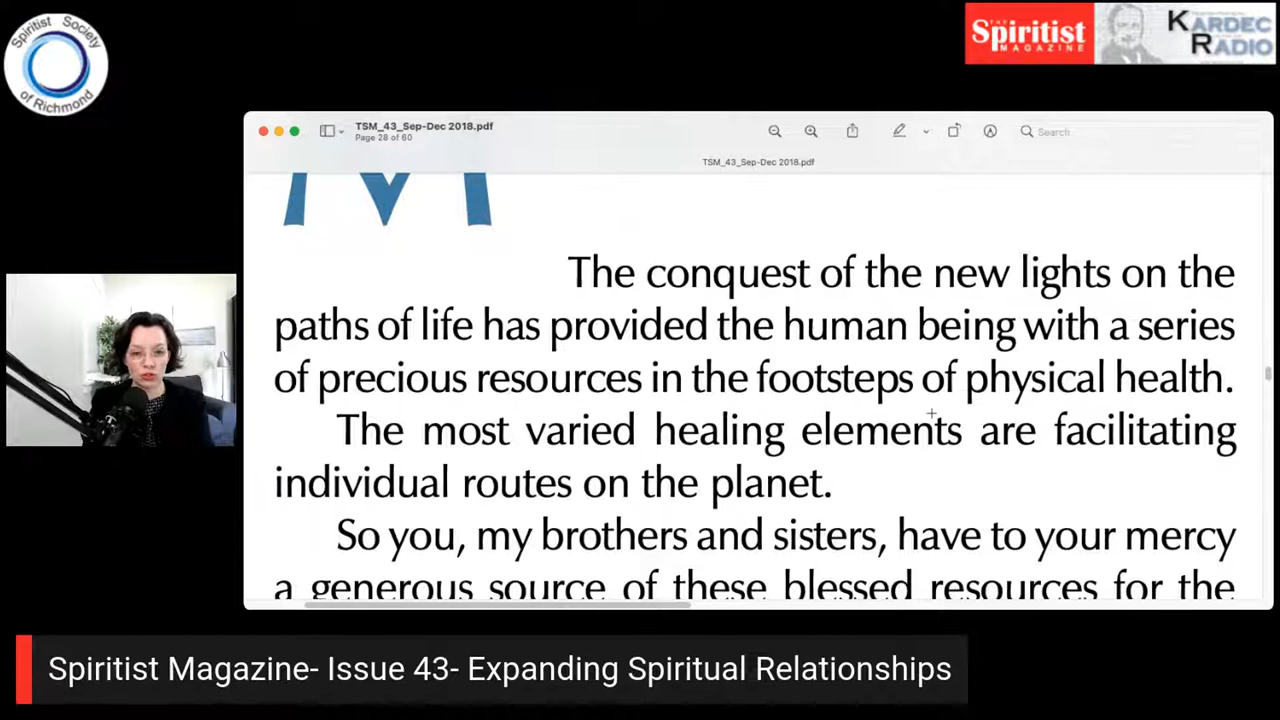 Spiritist Society
of Richmond
THE
Spiritist
MAGAZINE
KARDEC
RADIO
TSM_43_Sep-Dec 2018.pdf
Page 28 of 60
Search
TSM_43_Sep-Dec 2018.pdf
M
The conquest of the new lights on the
paths of life has provided the human being with a series
of precious resources in the footsteps of physical health.
The most varied healing elements are facilitating
individual routes on the planet.
So you, my brothers and sisters, have to your mercy
a generous source of these blessed resources for the
Spiritist Magazine- Issue 43- Expanding Spiritual Relationships